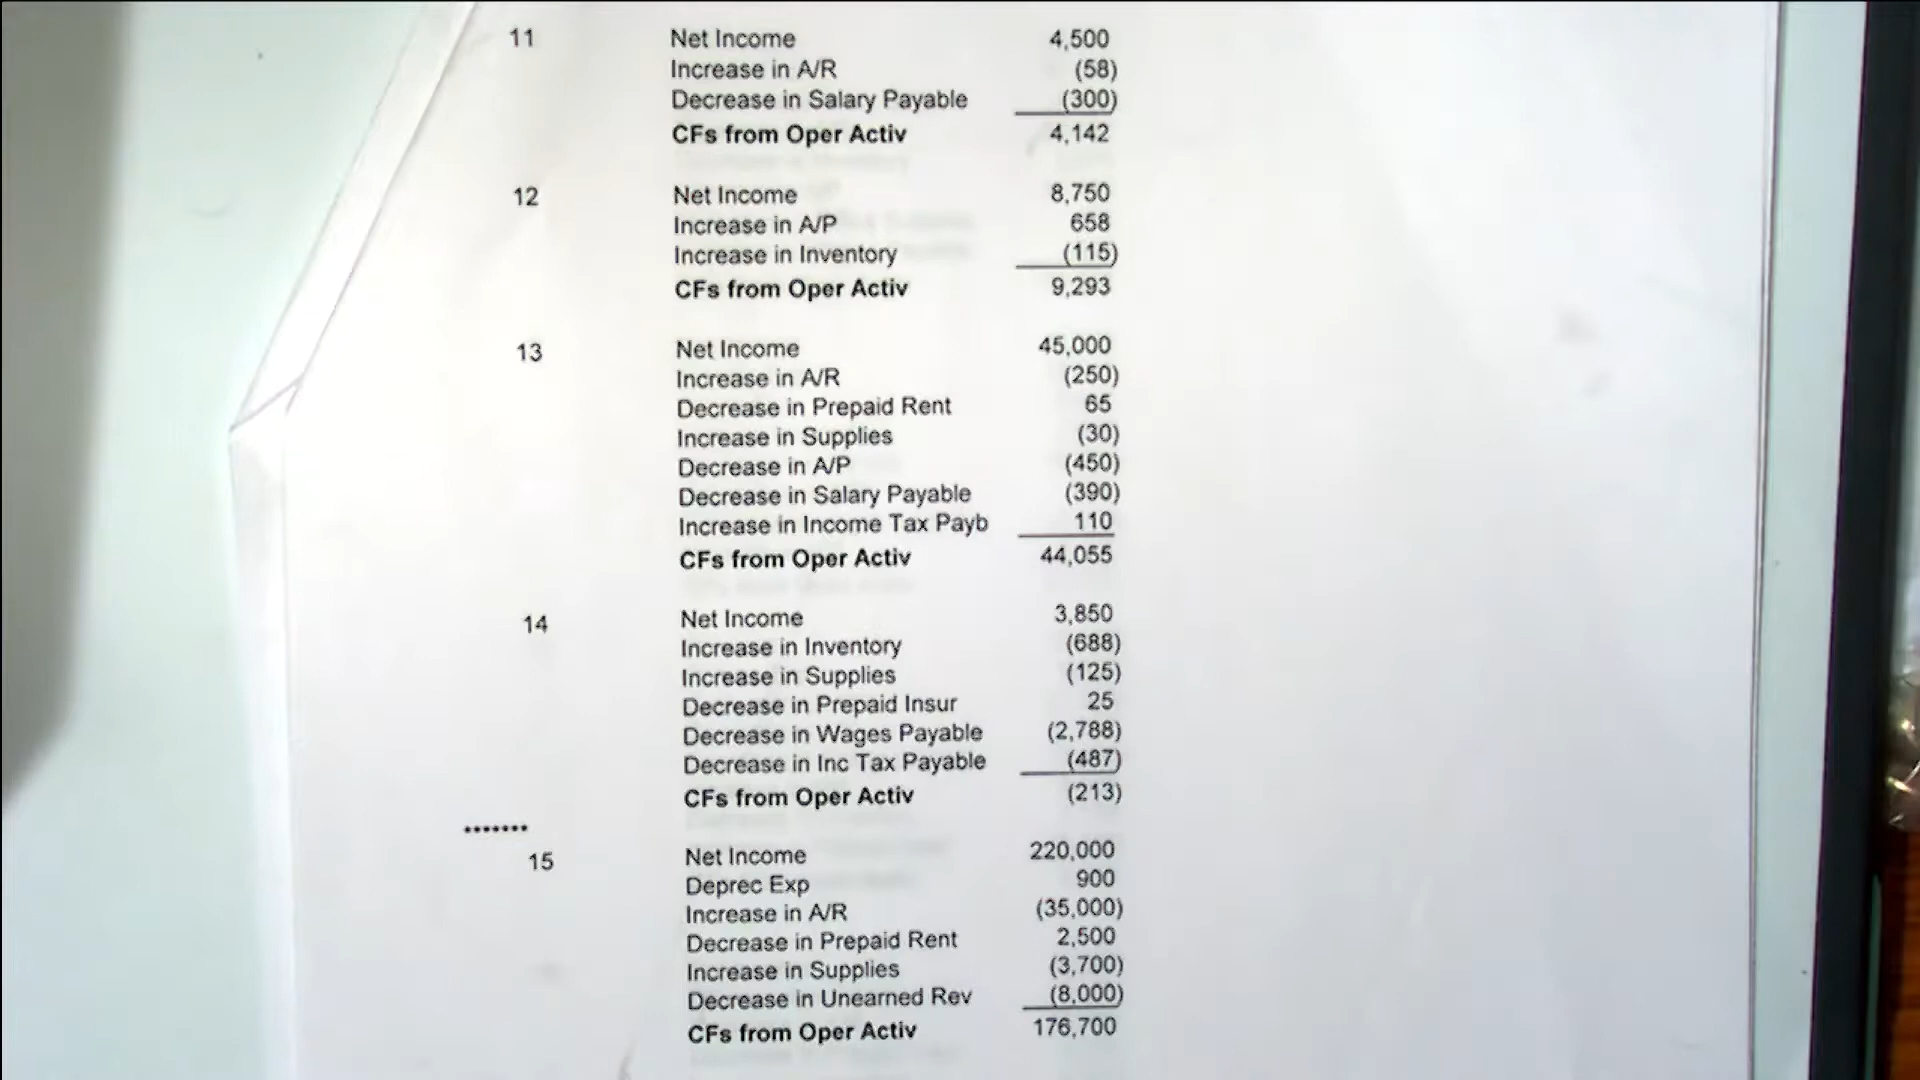 11 Net Income 4,500
Increase in A/R (58)
Decrease in Salary Payable (300)
CFs from Oper Activ 4,142
12 Net Income 8,750
Increase in A/P 658
Increase in Inventory (115)
CFs from Oper Activ 9,293
13 Net Income 45,000
Increase in A/R (250)
Decrease in Prepaid Rent 65
Increase in Supplies (30)
Decrease in A/P (450)
Decrease in Salary Payable (390)
Increase in Income Tax Payb 110
CFs from Oper Activ 44,055
14 Net Income 3,850
Increase in Inventory (688)
Increase in Supplies (125)
Decrease in Prepaid Insur 25
Decrease in Wages Payable (2,788)
Decrease in Inc Tax Payable (487)
CFs from Oper Activ (213)
.......
15 Net Income 220,000
Deprec Exp 900
Increase in A/R (35,000)
Decrease in Prepaid Rent 2,500
Increase in Supplies (3,700)
Decrease in Unearned Rev (8,000)
CFs from Oper Activ 176,700